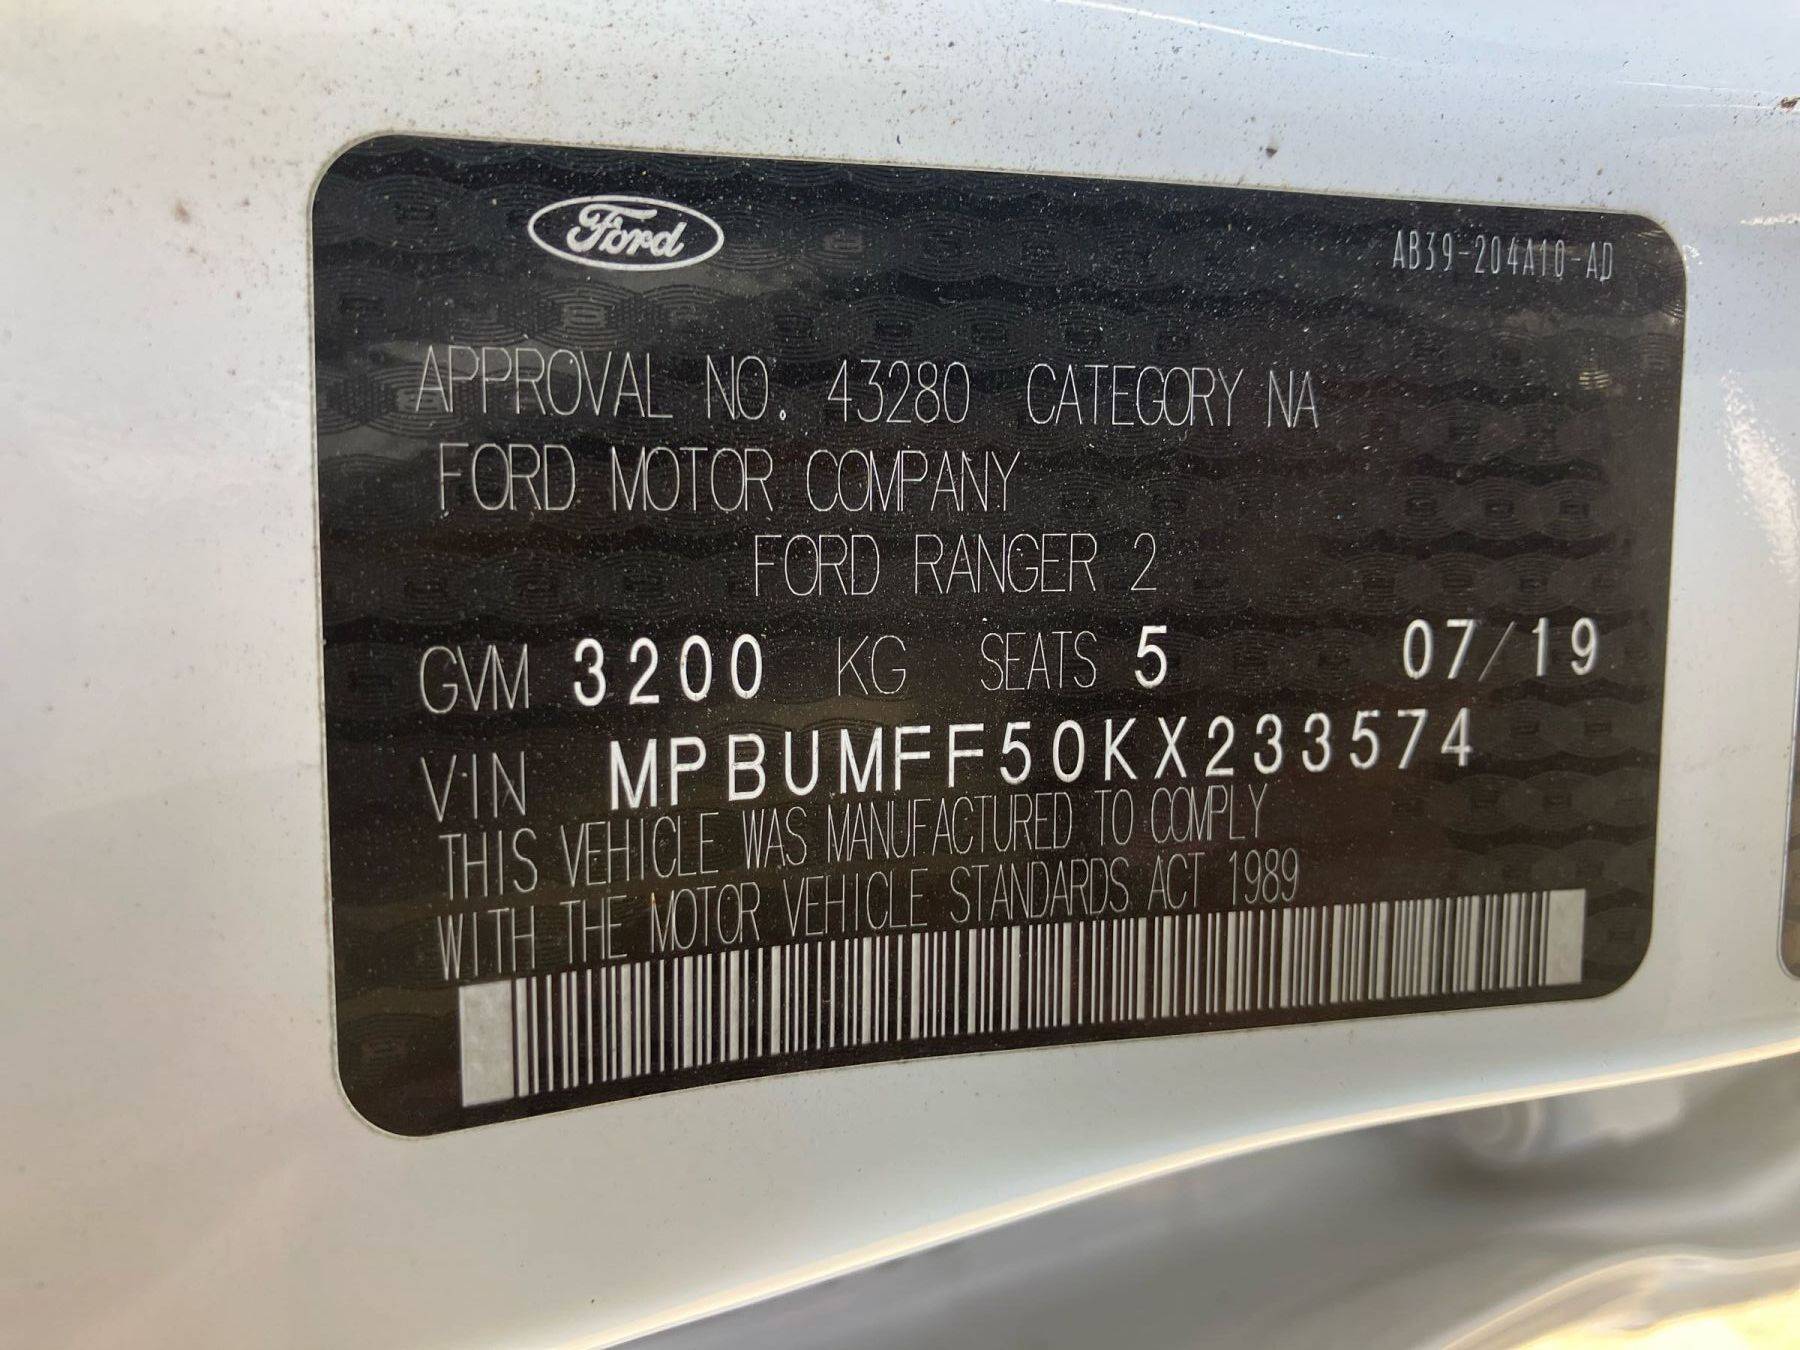 Ford
AB39-204A10-AD
APPROVAL NO. 43280 CATEGORY NA
FORD MOTOR COMPANY
FORD RANGER 2
GVM 3200 KG SEATS 5 07/19
VIN MPBUMFF50KX233574
THIS VEHICLE WAS MANUFACTURED TO COMPLY
WITH THE MOTOR VEHICLE STANDARDS ACT 1989